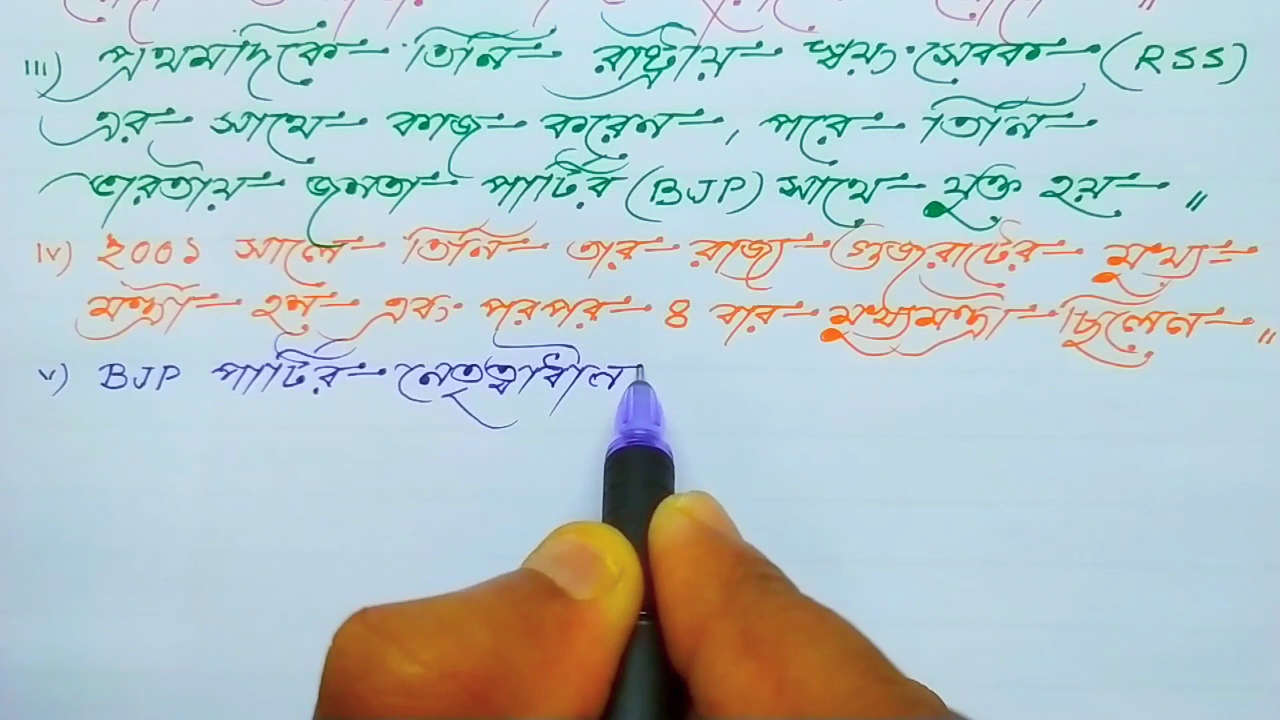 iii) প্রথমদিকে তিনি রাষ্ট্রীয় স্বয়ং সেবক (RSS)
এর সাথে কাজ করেন, পরে তিনি
ভারতীয় জনতা পার্টির (BJP) সাথে যুক্ত হয় "
iv) ২০০১ সালে তিনি তার রাজ্য গুজরাটের মুখ্য=
মন্ত্রী হন এবং পরপর ৪ বার মুখ্যমন্ত্রী ছিলেন "
v) BJP পার্টির নেতৃত্বাধীন